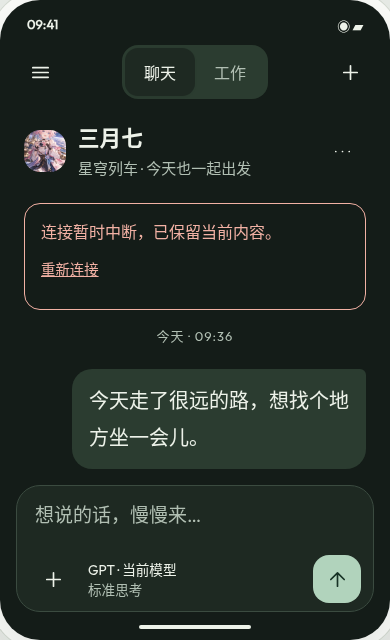 09:41
聊天
工作
三月七
星穹列车·今天也一起出发
...
连接暂时中断，已保留当前内容。
重新连接
今天 · 09:36
今天走了很远的路，想找个地
方坐一会儿。
想说的话，慢慢来...
GPT·当前模型
标准思考